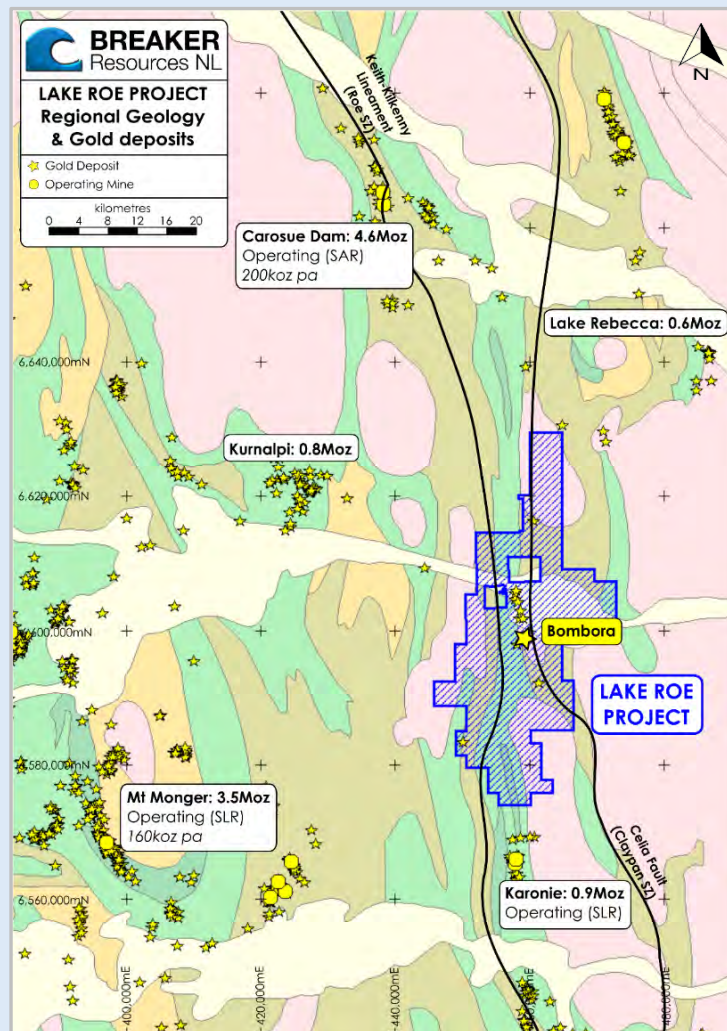 BREAKER
Resources NL
LAKE ROE PROJECT
Regional Geology
& Gold deposits
Gold Deposit
Operating Mine
kilometres
0 4 8 12 16 20
Keith-Kilkenny
Lineament
(Roe SZ)
N
Carosue Dam: 4.6Moz
Operating (SAR)
200koz pa
Lake Rebecca: 0.6Moz
6,640,000mN
Kurnalpi: 0.8Moz
6,620,000mN
6,600,000mN
Bombora
LAKE ROE
PROJECT
6,580,000mN
Mt Monger: 3.5Moz
Operating (SLR)
160koz pa
Celia Fault
(Claypan SZ)
Karonie: 0.9Moz
Operating (SLR)
6,560,000mN
400,000mE
420,000mE
440,000mE
480,000mE